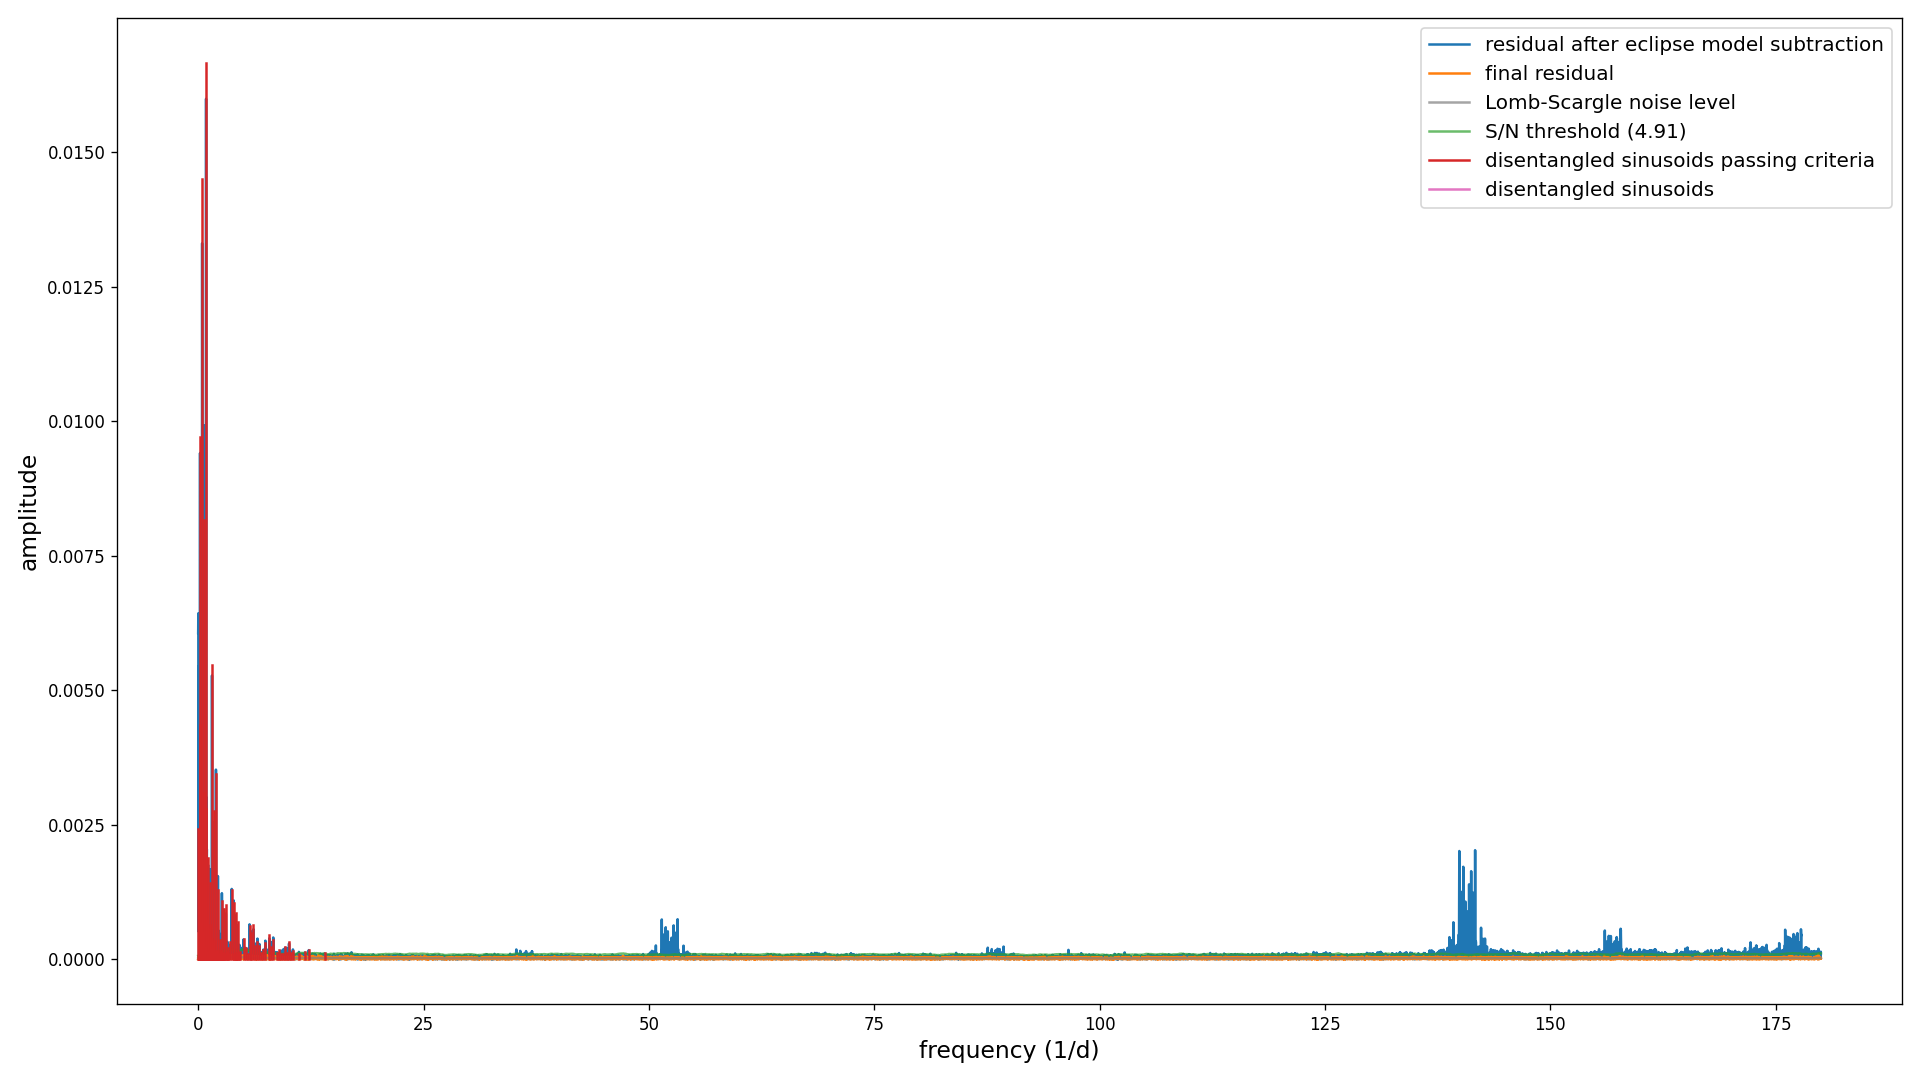 residual after eclipse model subtraction
final residual
Lomb-Scargle noise level
S/N threshold (4.91)
disentangled sinusoids passing criteria
disentangled sinusoids
0.0150
0.0125
0.0100
0.0075
0.0050
0.0025
0.0000
amplitude
0 25 50 75 100 125 150 175
frequency (1/d)